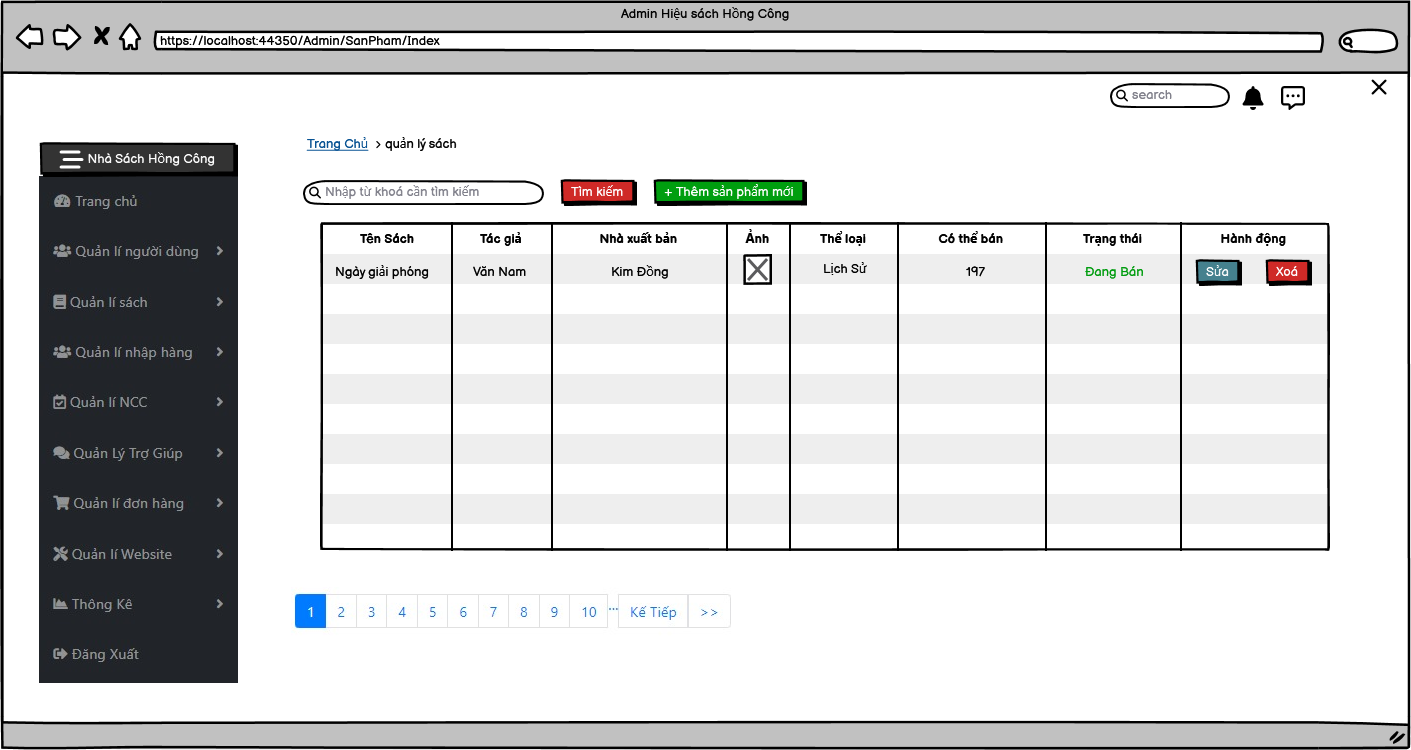 Admin Hiệu sách Hồng Công
https://localhost:44350/Admin/SanPham/Index
search
Nhà Sách Hồng Công
Trang chủ
Quản lí người dùng
Quản lí sách
Quản lí nhập hàng
Quản lí NCC
Quản Lý Trợ Giúp
Quản lí đơn hàng
Quản lí Website
Thông Kê
Đăng Xuất
Trang Chủ > quản lý sách
Nhập từ khoá cần tìm kiếm
Tìm kiếm
+ Thêm sản phẩm mới
Tên Sách Tác giả Nhà xuất bản Ảnh Thể loại Có thể bán Trạng thái Hành động
Ngày giải phóng Văn Nam Kim Đồng Lịch Sử 197 Đang Bán Sửa Xoá
1 2 3 4 5 6 7 8 9 10 ... Kế Tiếp >>